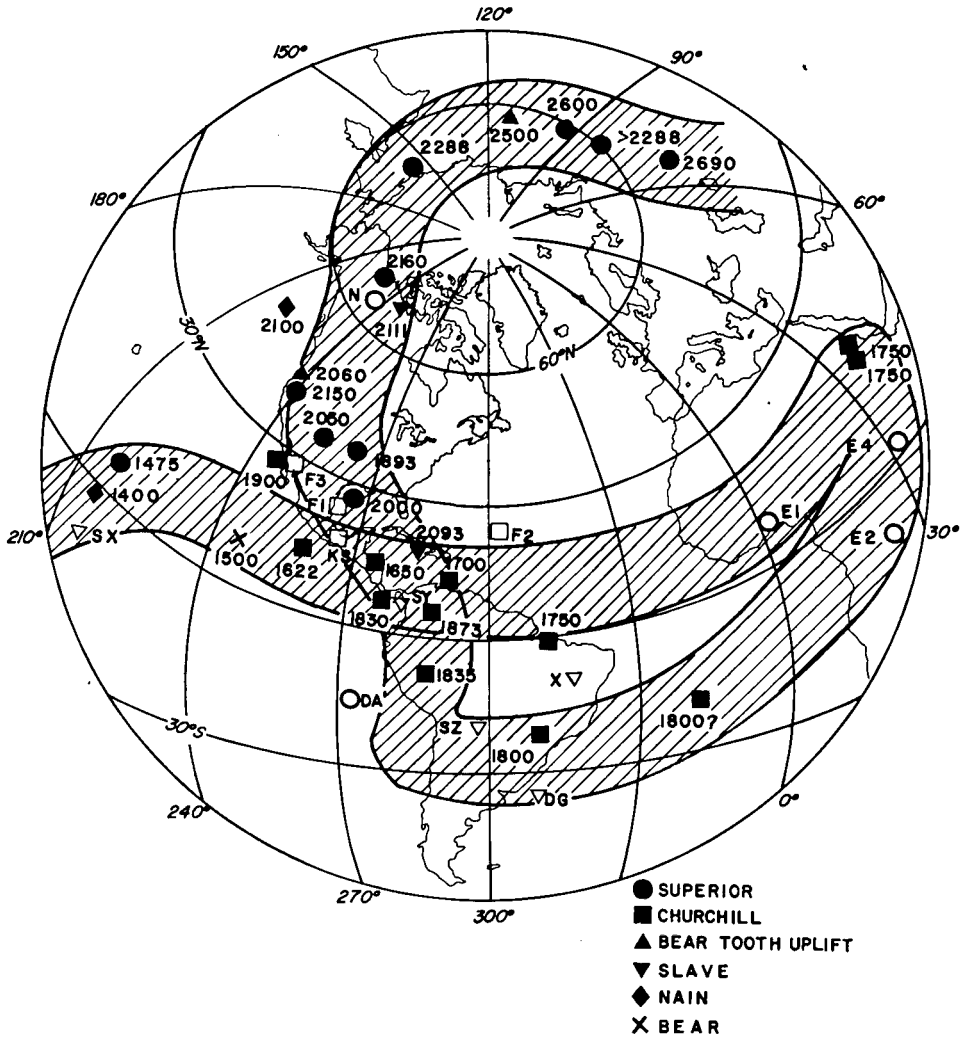 120°
150°
90°
2600
2500
>2288
2288
2690
180°
60°
2160
N
2100
2111
30°N
60°N
1750
1750
2060
2150
2050
E4
1893
1475
1900
F3
1400
F1
2000
E1
210°
SX
2093
F2
E2
30°
1500
KS
1622
1650
1700
SY
1830
1873
1750
1835
X
DA
SZ
1800?
30°S
1800
DG
240°
0°
270°
300°
SUPERIOR
CHURCHILL
BEAR TOOTH UPLIFT
SLAVE
NAIN
BEAR